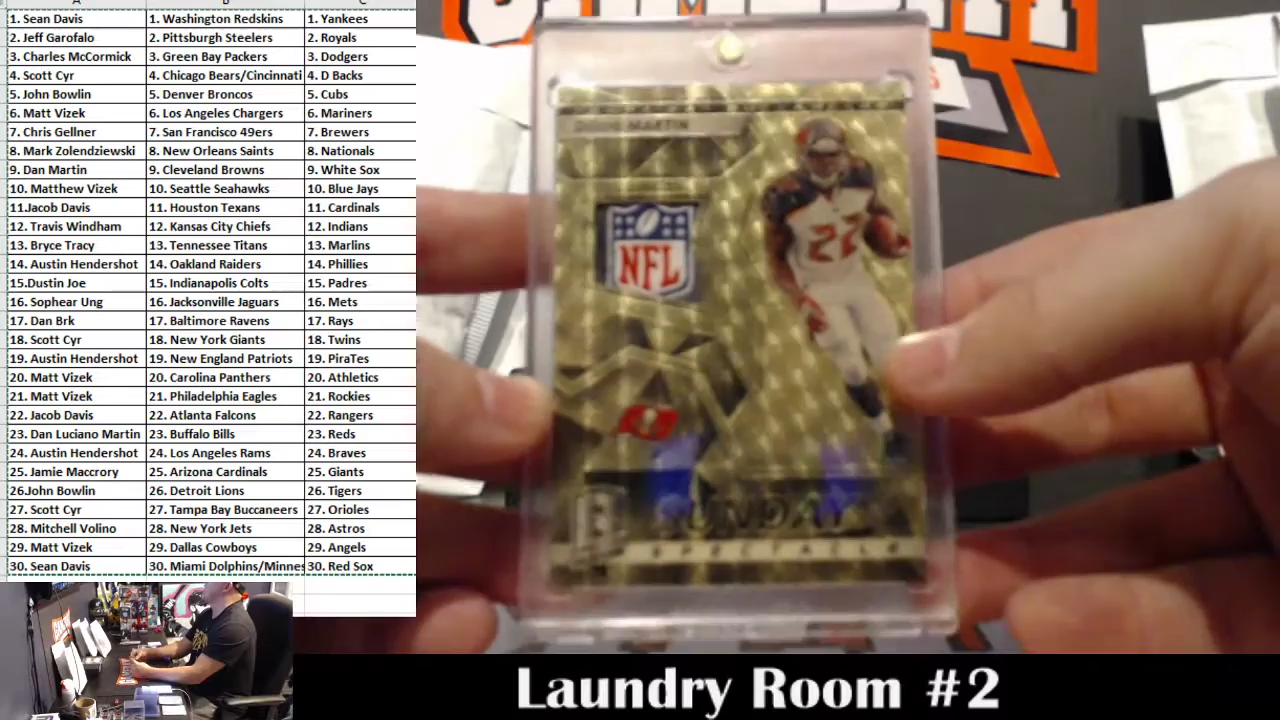 A B C
1. Sean Davis 1. Washington Redskins 1. Yankees
2. Jeff Garofalo 2. Pittsburgh Steelers 2. Royals
3. Charles McCormick 3. Green Bay Packers 3. Dodgers
4. Scott Cyr 4. Chicago Bears/Cincinnati 4. D Backs
5. John Bowlin 5. Denver Broncos 5. Cubs
6. Matt Vizek 6. Los Angeles Chargers 6. Mariners
7. Chris Gellner 7. San Francisco 49ers 7. Brewers
8. Mark Zolendziewski 8. New Orleans Saints 8. Nationals
9. Dan Martin 9. Cleveland Browns 9. White Sox
10. Matthew Vizek 10. Seattle Seahawks 10. Blue Jays
11.Jacob Davis 11. Houston Texans 11. Cardinals
12. Travis Windham 12. Kansas City Chiefs 12. Indians
13. Bryce Tracy 13. Tennessee Titans 13. Marlins
14. Austin Hendershot 14. Oakland Raiders 14. Phillies
15.Dustin Joe 15. Indianapolis Colts 15. Padres
16. Sophear Ung 16. Jacksonville Jaguars 16. Mets
17. Dan Brk 17. Baltimore Ravens 17. Rays
18. Scott Cyr 18. New York Giants 18. Twins
19. Austin Hendershot 19. New England Patriots 19. PiraTes
20. Matt Vizek 20. Carolina Panthers 20. Athletics
21. Matt Vizek 21. Philadelphia Eagles 21. Rockies
22. Jacob Davis 22. Atlanta Falcons 22. Rangers
23. Dan Luciano Martin 23. Buffalo Bills 23. Reds
24. Austin Hendershot 24. Los Angeles Rams 24. Braves
25. Jamie Maccrory 25. Arizona Cardinals 25. Giants
26.John Bowlin 26. Detroit Lions 26. Tigers
27. Scott Cyr 27. Tampa Bay Buccaneers 27. Orioles
28. Mitchell Volino 28. New York Jets 28. Astros
29. Matt Vizek 29. Dallas Cowboys 29. Angels
30. Sean Davis 30. Miami Dolphins/Minnes 30. Red Sox
DOUG MARTIN
NFL
22
SUNDAY
SPECTACLE
Laundry Room #2